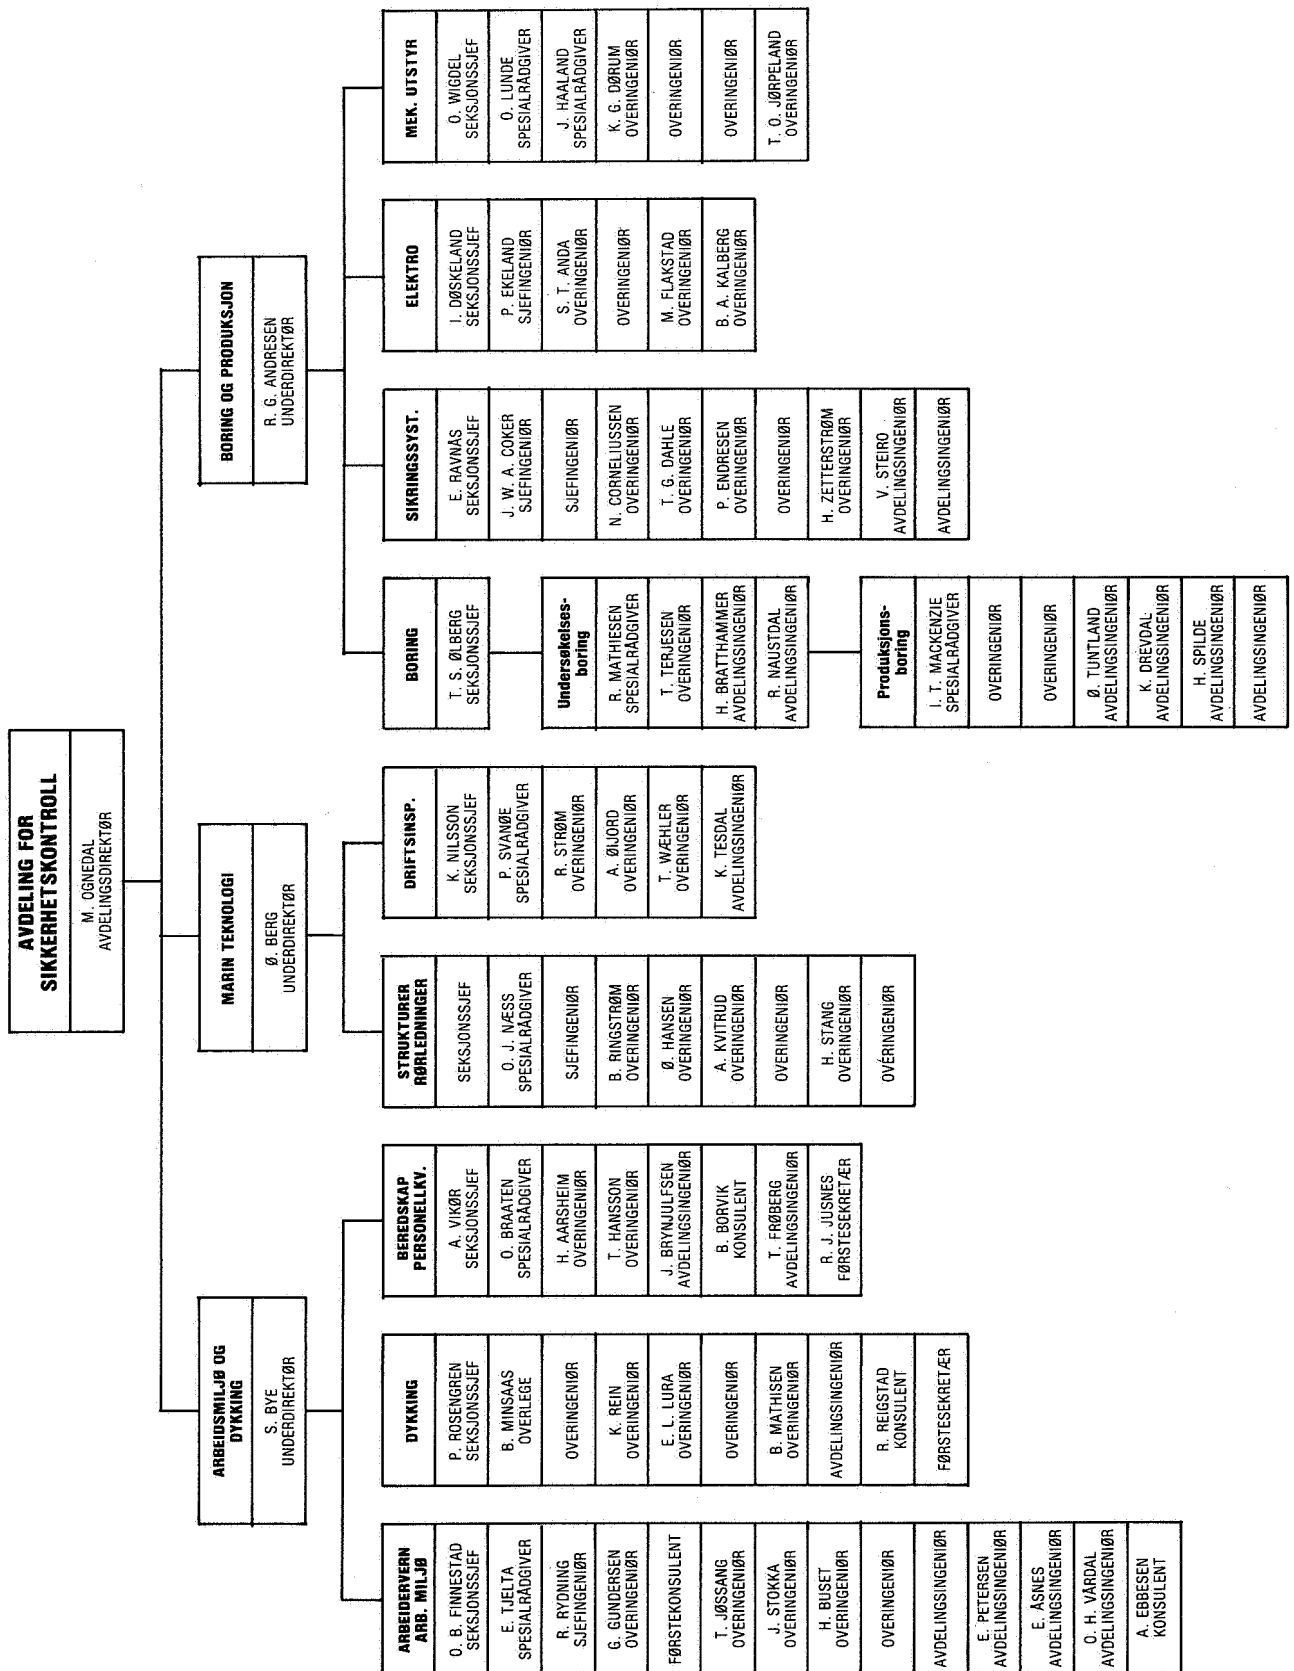 AVDELING FOR
SIKKERHETSKONTROLL
M. OGNEDAL
AVDELINGSDIREKTØR
ARBEIDSMILJØ OG
DYKKING
S. BYE
UNDERDIREKTØR
MARIN TEKNOLOGI
Ø. BERG
UNDERDIREKTØR
BORING OG PRODUKSJON
R. G. ANDRESEN
UNDERDIREKTØR
ARBEIDERVERN
ARB. MILJØ
O. B. FINNESTAD
SEKSJONSSJEF
E. TJELTA
SPESIALRÅDGIVER
R. RYDNING
SJEFINGENIØR
G. GUNDERSEN
OVERINGENIØR
FØRSTEKONSULENT
T. JØSSANG
OVERINGENIØR
J. STOKKA
OVERINGENIØR
H. BUSET
OVERINGENIØR
OVERINGENIØR
AVDELINGSINGENIØR
E. PETERSEN
AVDELINGSINGENIØR
E. ÅSNES
AVDELINGSINGENIØR
O. H. VÅRDAL
AVDELINGSINGENIØR
A. EBBESEN
KONSULENT
DYKKING
P. ROSENGREN
SEKSJONSSJEF
B. MINSAAS
OVERLEGE
OVERINGENIØR
K. REIN
OVERINGENIØR
E. L. LURA
OVERINGENIØR
OVERINGENIØR
B. MATHISEN
OVERINGENIØR
AVDELINGSINGENIØR
R. REIGSTAD
KONSULENT
FØRSTESEKRETÆR
BEREDSKAP
PERSONELLKV.
A. VIKØR
SEKSJONSSJEF
O. BRAATEN
SPESIALRÅDGIVER
H. AARSHEIM
OVERINGENIØR
T. HANSSON
OVERINGENIØR
J. BRYNJULFSEN
AVDELINGSINGENIØR
B. BORVIK
KONSULENT
T. FRØBERG
AVDELINGSINGENIØR
R. J. JUSNES
FØRSTESEKRETÆR
STRUKTURER
RØRLEDNINGER
SEKSJONSSJEF
O. J. NÆSS
SPESIALRÅDGIVER
SJEFINGENIØR
B. RINGSTRØM
OVERINGENIØR
Ø. HANSEN
OVERINGENIØR
A. KVITRUD
OVERINGENIØR
OVERINGENIØR
H. STANG
OVERINGENIØR
OVERINGENIØR
DRIFTSINSP.
K. NILSSON
SEKSJONSSJEF
P. SVANØE
SPESIALRÅDGIVER
R. STRØM
OVERINGENIØR
A. ØIJORD
OVERINGENIØR
T. WÆHLER
OVERINGENIØR
K. TESDAL
AVDELINGSINGENIØR
BORING
T. S. ØLBERG
SEKSJONSSJEF
Undersøkelses-
boring
R. MATHIESEN
SPESIALRÅDGIVER
T. TERJESEN
OVERINGENIØR
H. BRATTHAMMER
AVDELINGSINGENIØR
R. NAUSTDAL
AVDELINGSINGENIØR
Produksjons-
boring
I. T. MACKENZIE
SPESIALRÅDGIVER
OVERINGENIØR
OVERINGENIØR
Ø. TUNTLAND
AVDELINGSINGENIØR
K. DREVDAL
AVDELINGSINGENIØR
H. SPILDE
AVDELINGSINGENIØR
AVDELINGSINGENIØR
SIKRINGSSYST.
E. RAVNÅS
SEKSJONSSJEF
J. W. A. COKER
SJEFINGENIØR
SJEFINGENIØR
N. CORNELIUSSEN
OVERINGENIØR
T. G. DAHLE
OVERINGENIØR
P. ENDRESEN
OVERINGENIØR
OVERINGENIØR
H. ZETTERSTRØM
OVERINGENIØR
V. STEIRO
AVDELINGSINGENIØR
AVDELINGSINGENIØR
ELEKTRO
I. DØSKELAND
SEKSJONSSJEF
P. EKELAND
SJEFINGENIØR
S. T. ANDA
OVERINGENIØR
OVERINGENIØR
M. FLAKSTAD
OVERINGENIØR
B. A. KALBERG
OVERINGENIØR
MEK. UTSTYR
O. WIGDEL
SEKSJONSSJEF
O. LUNDE
SPESIALRÅDGIVER
J. HAALAND
SPESIALRÅDGIVER
K. G. DØRUM
OVERINGENIØR
OVERINGENIØR
OVERINGENIØR
T. O. JØRPELAND
OVERINGENIØR